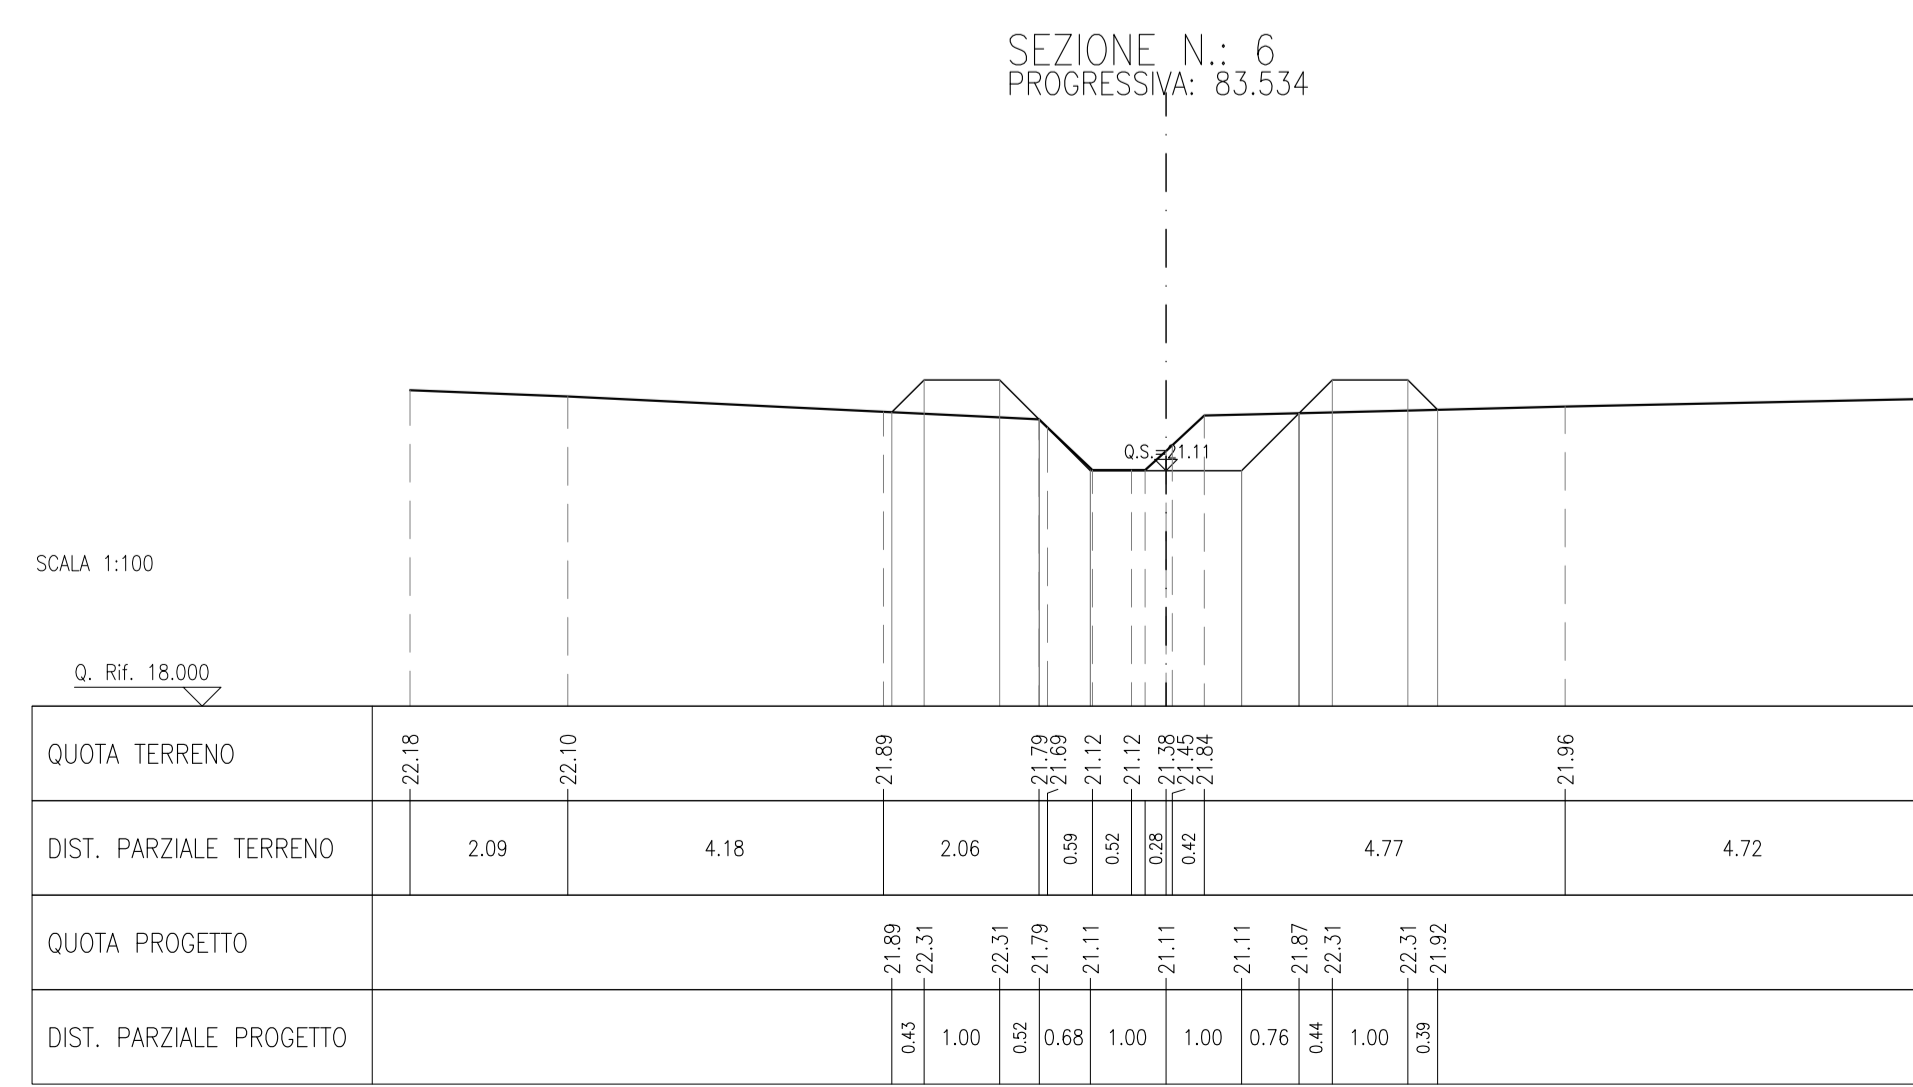 SEZIONE N.: 6
PROGRESSIVA: 83.534
Q.S.=21.11
SCALA 1:100
Q. Rif. 18.000
QUOTA TERRENO 22.18 22.10 21.89 21.79 21.69 21.12 21.12 21.38 21.45 21.84 21.96
DIST. PARZIALE TERRENO 2.09 4.18 2.06 0.59 0.52 0.28 0.42 4.77 4.72
QUOTA PROGETTO 21.89 22.31 22.31 21.79 21.11 21.11 21.11 21.87 22.31 22.31 21.92
DIST. PARZIALE PROGETTO 0.43 1.00 0.52 0.68 1.00 1.00 0.76 0.44 1.00 0.39